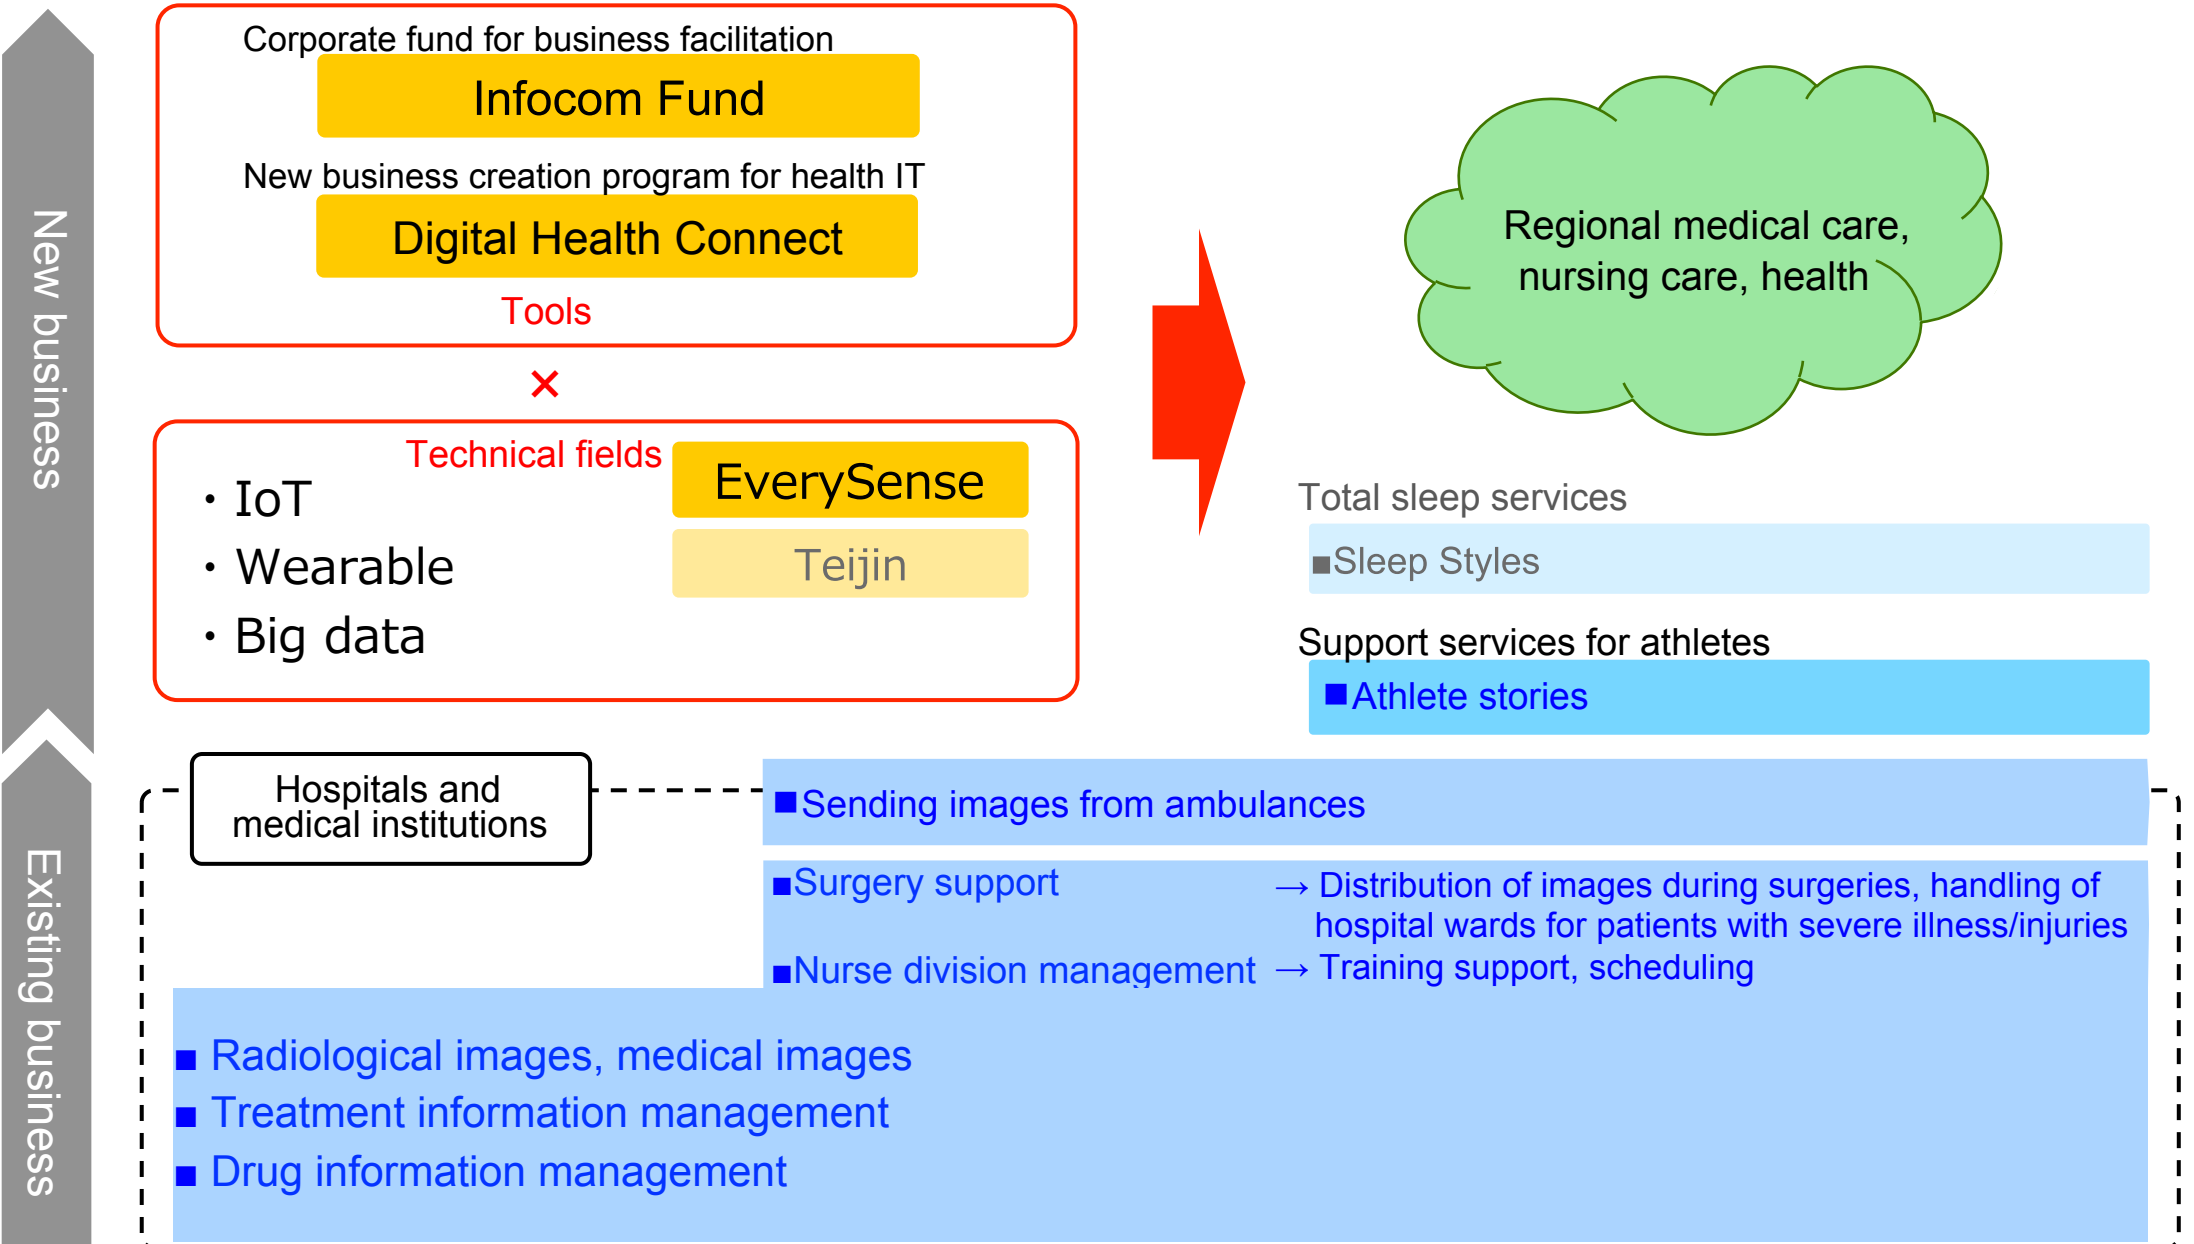 New business
Corporate fund for business facilitation
Infocom Fund
New business creation program for health IT
Digital Health Connect
Tools
×
Technical fields
・IoT
・Wearable
・Big data
EverySense
Teijin
Regional medical care,
nursing care, health
Total sleep services
■Sleep Styles
Support services for athletes
■Athlete stories
Existing business
Hospitals and
medical institutions
■Sending images from ambulances
■Surgery support → Distribution of images during surgeries, handling of
hospital wards for patients with severe illness/injuries
■Nurse division management → Training support, scheduling
■ Radiological images, medical images
■ Treatment information management
■ Drug information management